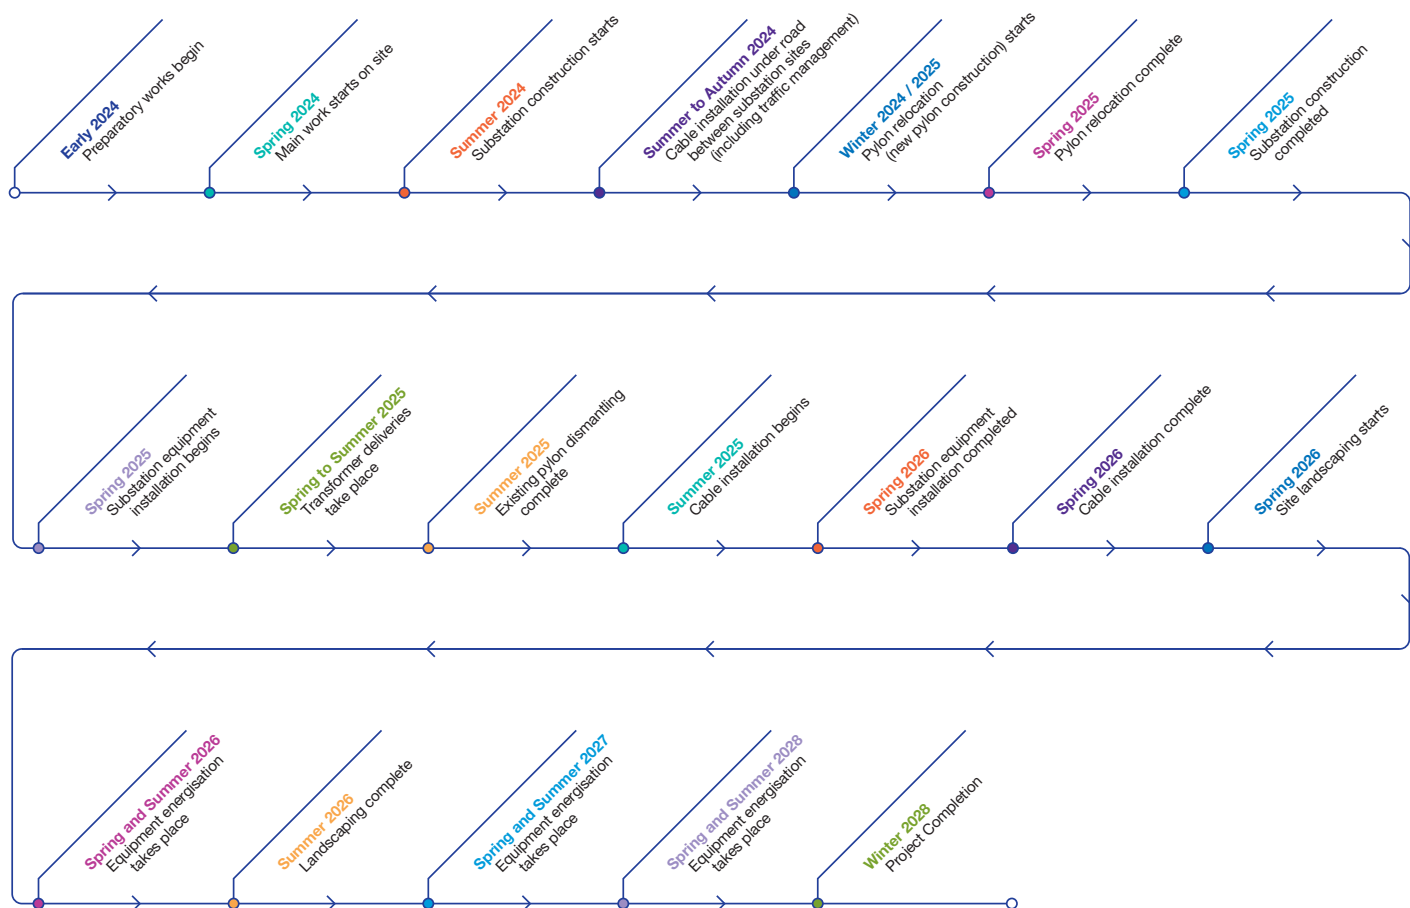 Early 2024
Preparatory works begin
Spring 2024
Main work starts on site
Summer 2024
Substation construction starts
Summer to Autumn 2024
Cable installation under road
between substation sites
(including traffic management)
Winter 2024 / 2025
Pylon relocation
(new pylon construction) starts
Spring 2025
Pylon relocation complete
Spring 2025
Substation construction
completed
Spring 2025
Substation equipment
installation begins
Spring to Summer 2025
Transformer deliveries
take place
Summer 2025
Existing pylon dismantling
complete
Summer 2025
Cable installation begins
Spring 2026
Substation equipment
installation completed
Spring 2026
Cable installation complete
Spring 2026
Site landscaping starts
Spring and Summer 2026
Equipment energisation
takes place
Summer 2026
Landscaping complete
Spring and Summer 2027
Equipment energisation
takes place
Spring and Summer 2028
Equipment energisation
takes place
Winter 2028
Project Completion